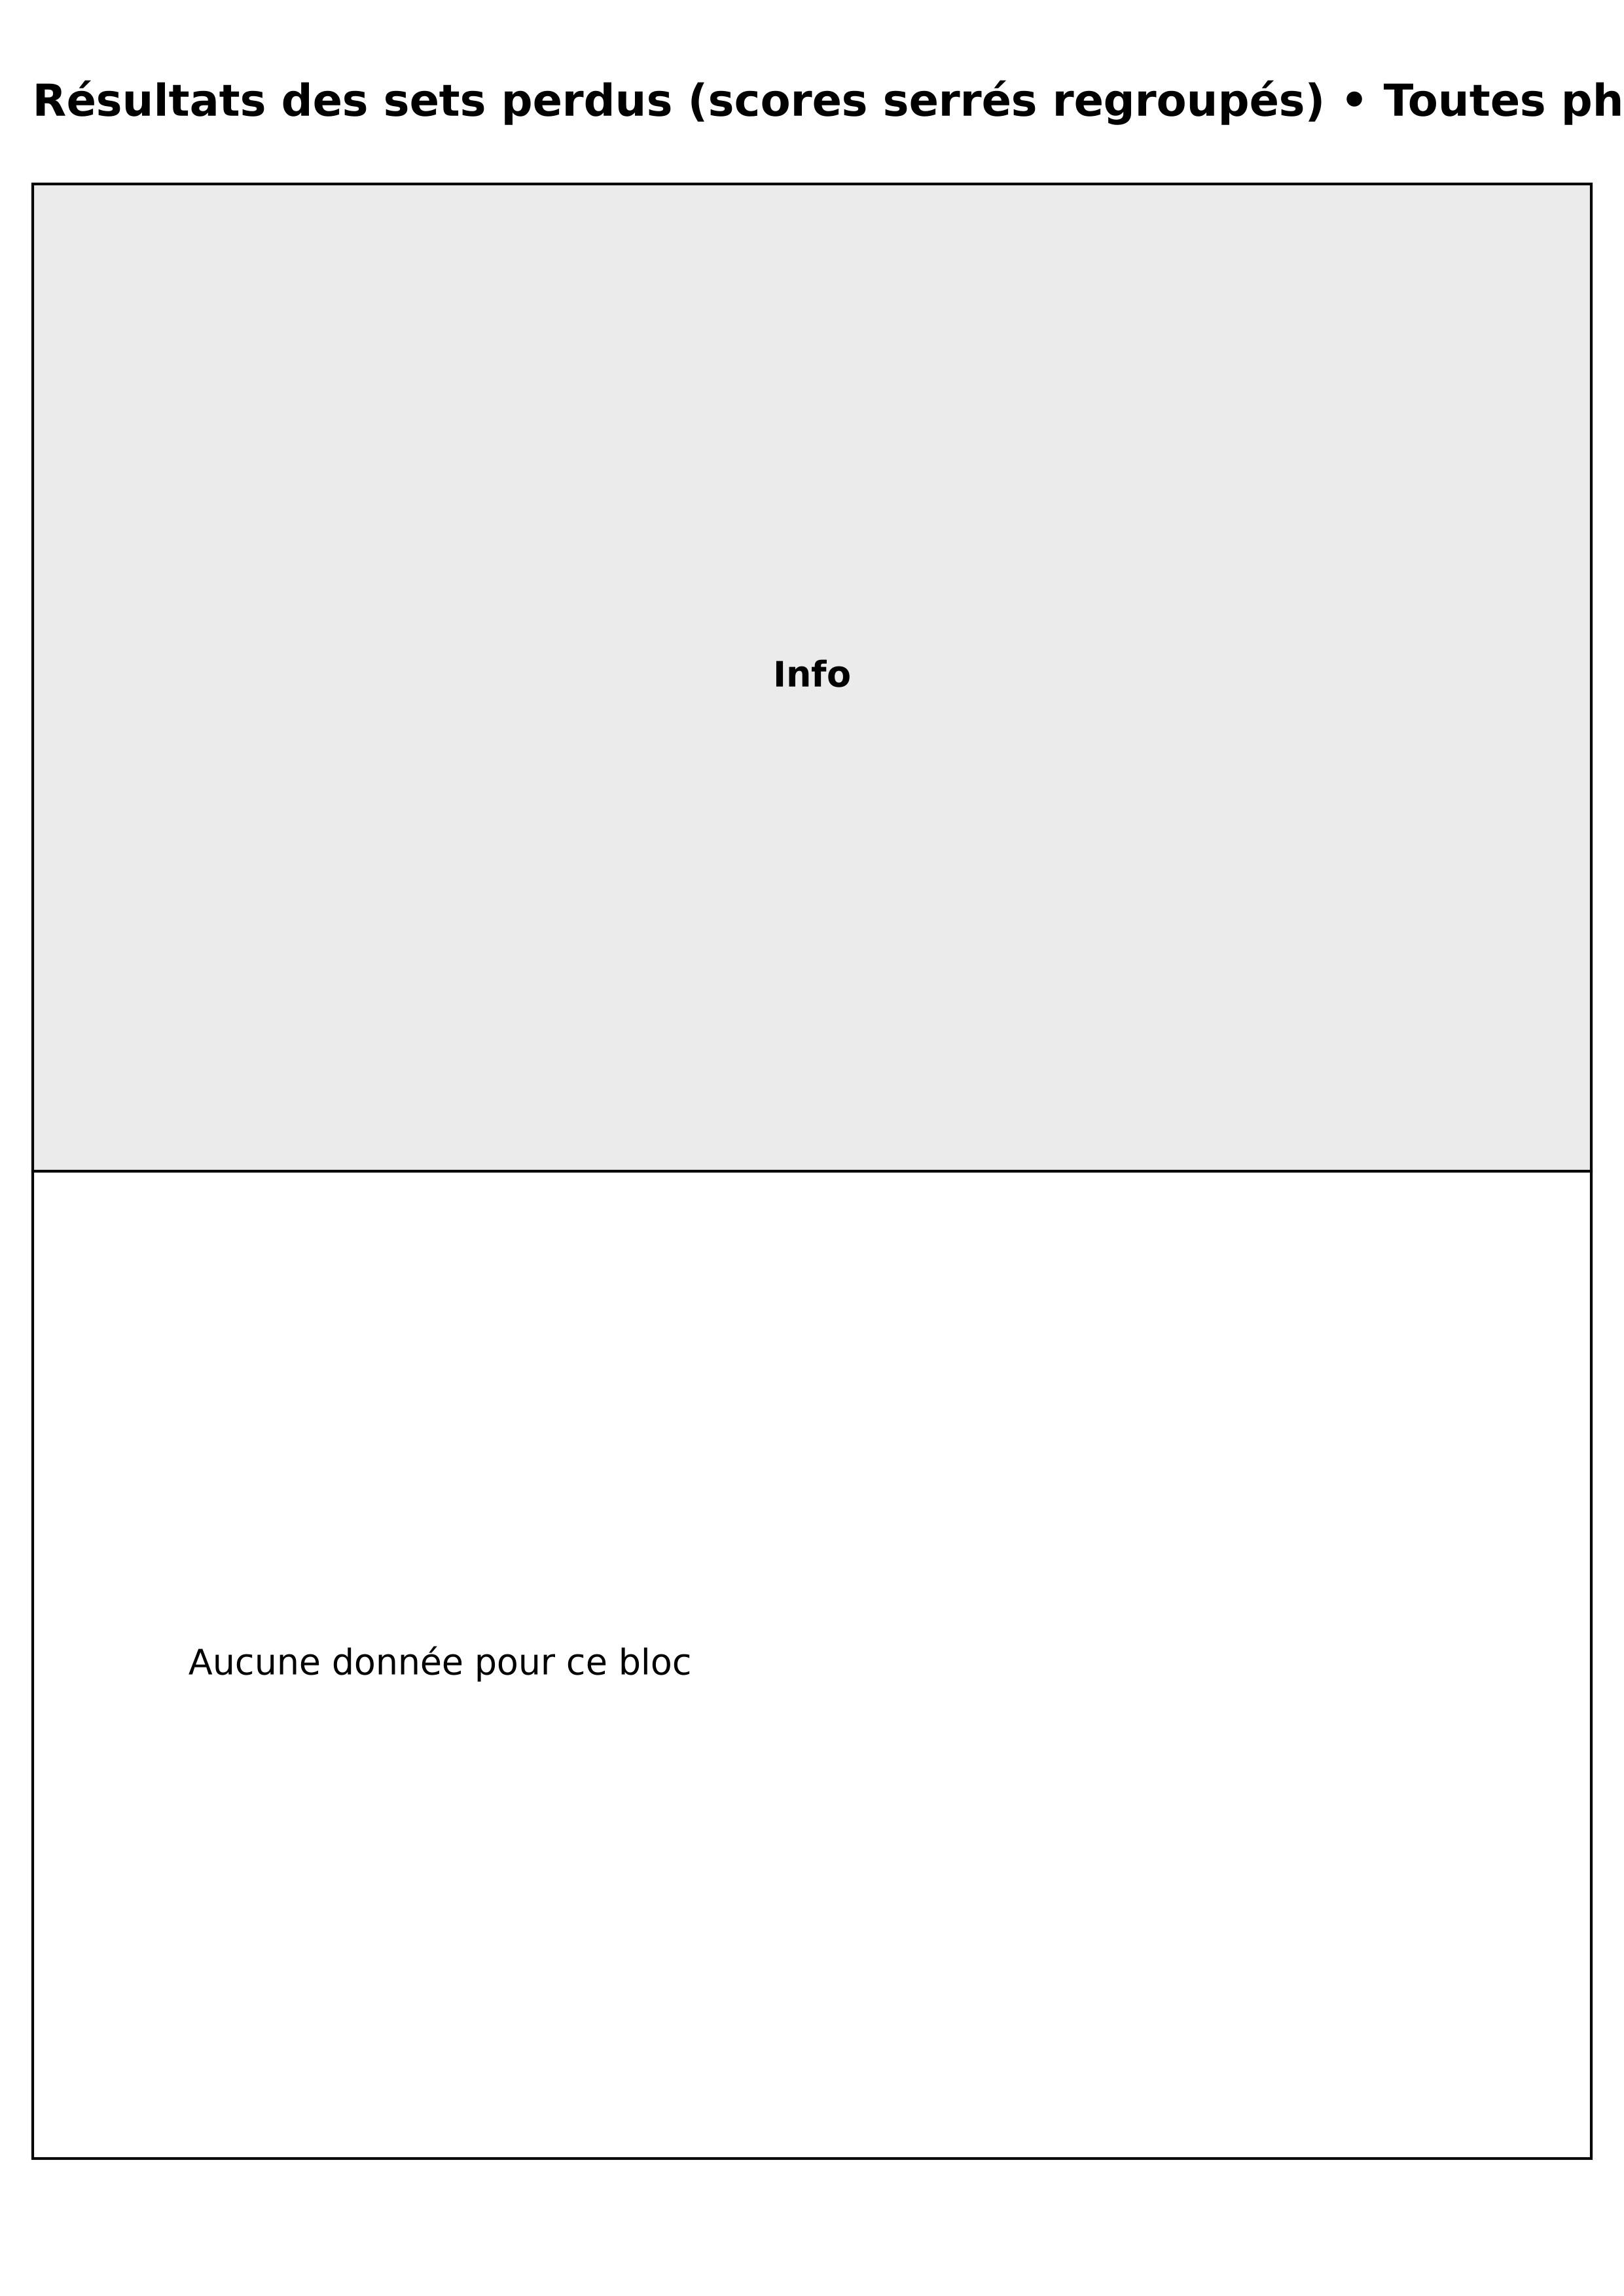 Résultats des sets perdus (scores serrés regroupés) • Toutes ph
Info
Aucune donnée pour ce bloc